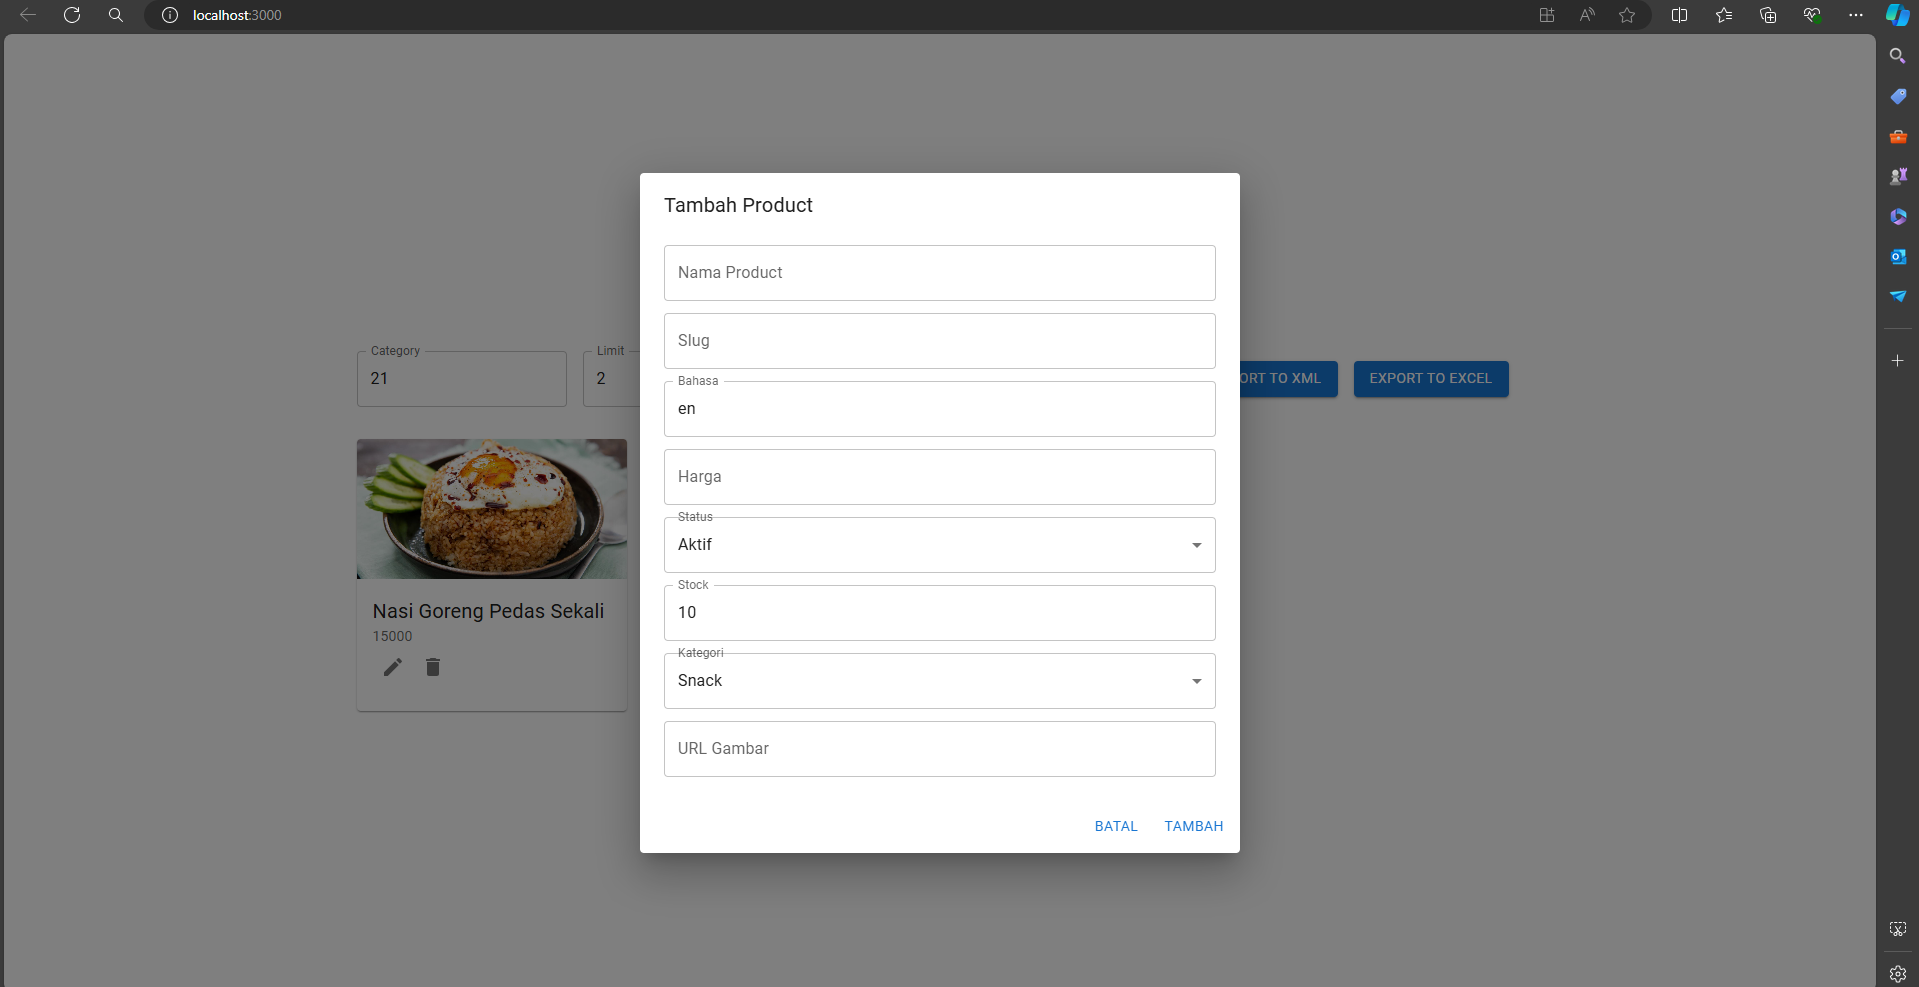 localhost:3000
Tambah Product
Nama Product
Slug
Bahasa
en
Harga
Status
Aktif
Stock
10
Kategori
Snack
URL Gambar
BATAL TAMBAH
Category
21
Limit
2
ORT TO XML
EXPORT TO EXCEL
Nasi Goreng Pedas Sekali
15000